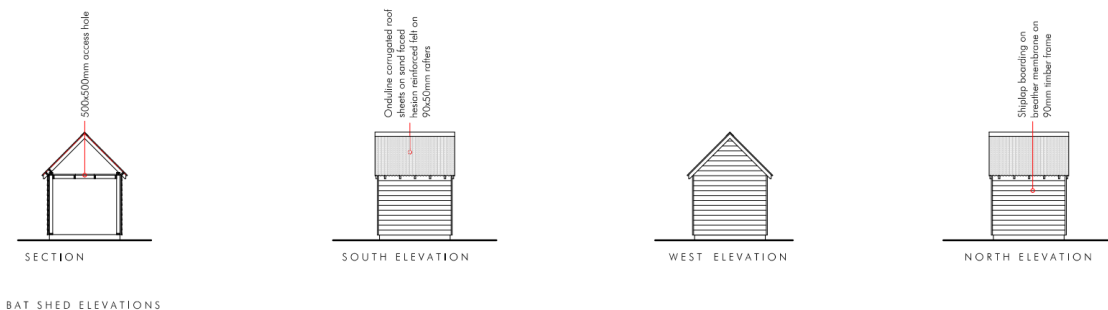 500x500mm access hole
Onduline corrugated roof
sheets on sand faced
hesian reinforced felt on
90x50mm rafters
Shiplap boarding on
breather membrane on
90mm timber frame
SECTION
SOUTH ELEVATION
WEST ELEVATION
NORTH ELEVATION
BAT SHED ELEVATIONS